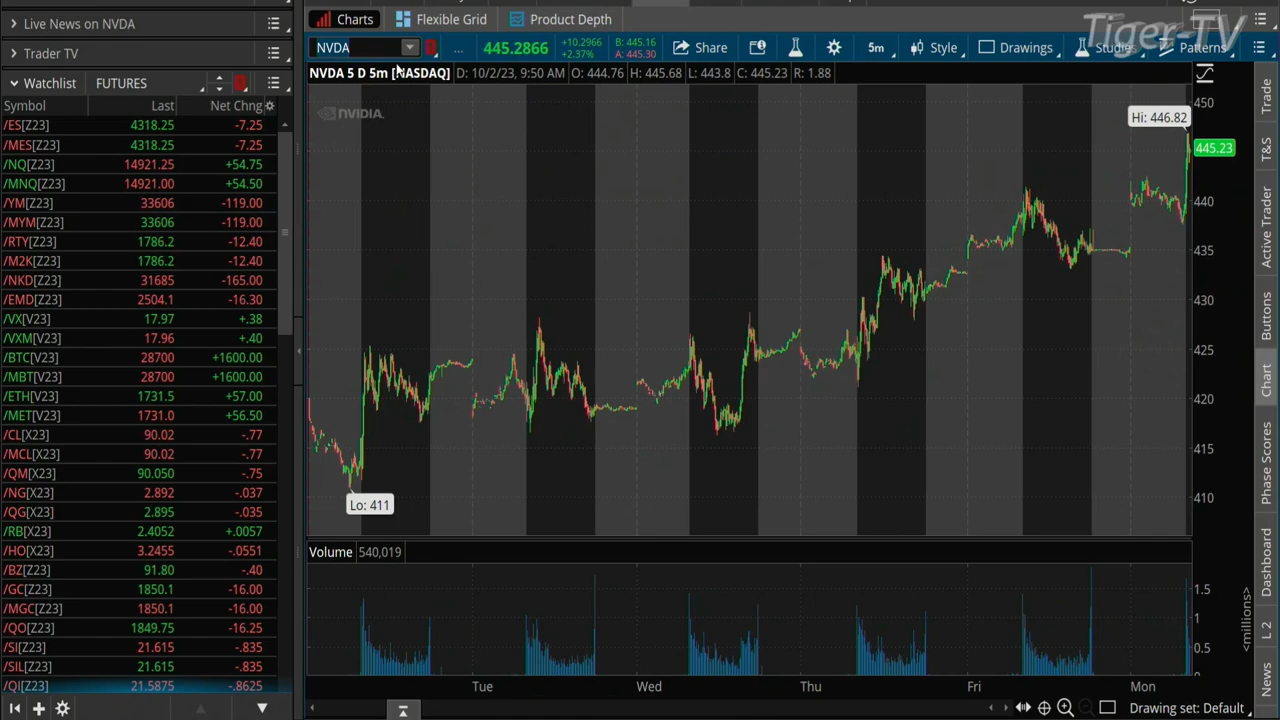 Live News on NVDA
Trader TV
Watchlist FUTURES
Symbol Last Net Chng
/ES[Z23] 4318.25 -7.25
/MES[Z23] 4318.25 -7.25
/NQ[Z23] 14921.25 +54.75
/MNQ[Z23] 14921.00 +54.50
/YM[Z23] 33606 -119.00
/MYM[Z23] 33606 -119.00
/RTY[Z23] 1786.2 -12.40
/M2K[Z23] 1786.2 -12.40
/NKD[Z23] 31685 -165.00
/EMD[Z23] 2504.1 -16.30
/VX[V23] 17.97 +.38
/VXM[V23] 17.96 +.40
/BTC[V23] 28700 +1600.00
/MBT[V23] 28700 +1600.00
/ETH[V23] 1731.5 +57.00
/MET[V23] 1731.0 +56.50
/CL[X23] 90.02 -.77
/MCL[X23] 90.02 -.77
/QM[X23] 90.050 -.75
/NG[X23] 2.892 -.037
/QG[X23] 2.895 -.035
/RB[X23] 2.4052 +.0057
/HO[X23] 3.2455 -.0551
/BZ[Z23] 91.80 -.40
/GC[Z23] 1850.1 -16.00
/MGC[Z23] 1850.1 -16.00
/QO[Z23] 1849.75 -16.25
/SI[Z23] 21.615 -.835
/SIL[Z23] 21.615 -.835
/QI[Z23] 21.5875 -.8625
Charts Flexible Grid Product Depth
Tiger-TV
NVDA ... 445.2866 +10.2966 B: 445.16 Share 5m Style Drawings Studies Patterns
+2.37% A: 445.30
NVDA 5 D 5m [NASDAQ] D: 10/2/23, 9:50 AM O: 444.76 H: 445.68 L: 443.8 C: 445.23 R: 1.88
NVIDIA.
Hi: 446.82
Lo: 411
450
445.23
440
435
430
425
420
415
410
Volume 540,019
1.5
1
0.5
<millions>
Tue Wed Thu Fri Mon
Drawing set: Default
Trade
T&S
Active Trader
Buttons
Chart
Phase Scores
Dashboard
L 2
News